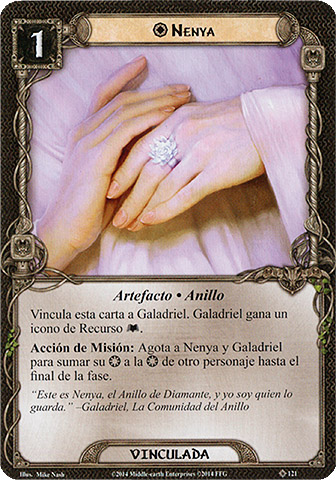 1
Nenya
Artefacto • Anillo
Vincula esta carta a Galadriel. Galadriel gana un
icono de Recurso.
Acción de Misión: Agota a Nenya y Galadriel
para sumar su a la de otro personaje hasta el
final de la fase.
“Este es Nenya, el Anillo de Diamante, y yo soy quien lo
guarda.” –Galadriel, La Comunidad del Anillo
VINCULADA
Illus. Mike Nash ©2014 Middle-earth Enterprises ©2014 FFG 121